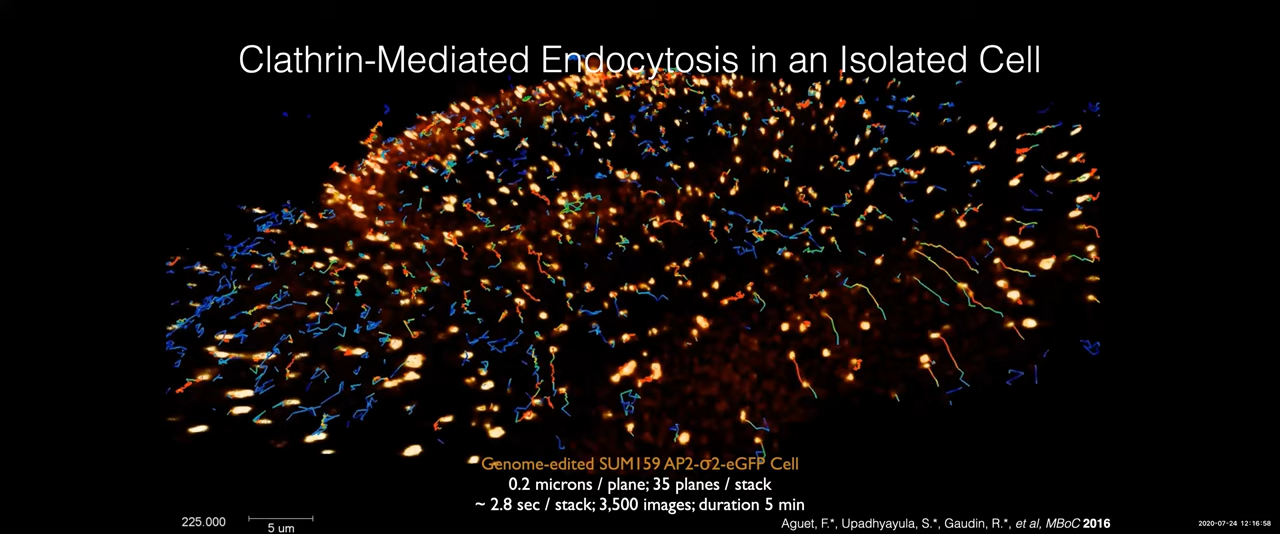 Clathrin-Mediated Endocytosis in an Isolated Cell
Genome-edited SUM159 AP2-σ2-eGFP Cell
0.2 microns / plane; 35 planes / stack
~ 2.8 sec / stack; 3,500 images; duration 5 min
225.000
5 um
Aguet, F.*, Upadhyayula, S.*, Gaudin, R.*, et al, MBoC 2016
2020-07-24 12:16:58